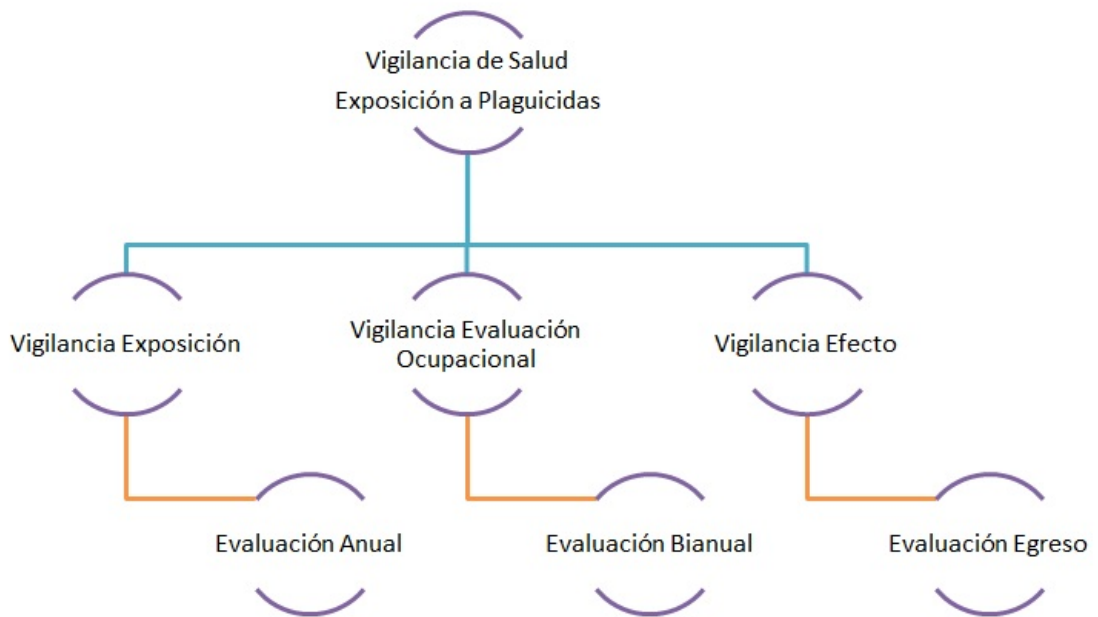 Vigilancia de Salud
Exposición a Plaguicidas
Vigilancia Exposición
Vigilancia Evaluación
Ocupacional
Vigilancia Efecto
Evaluación Anual
Evaluación Bianual
Evaluación Egreso